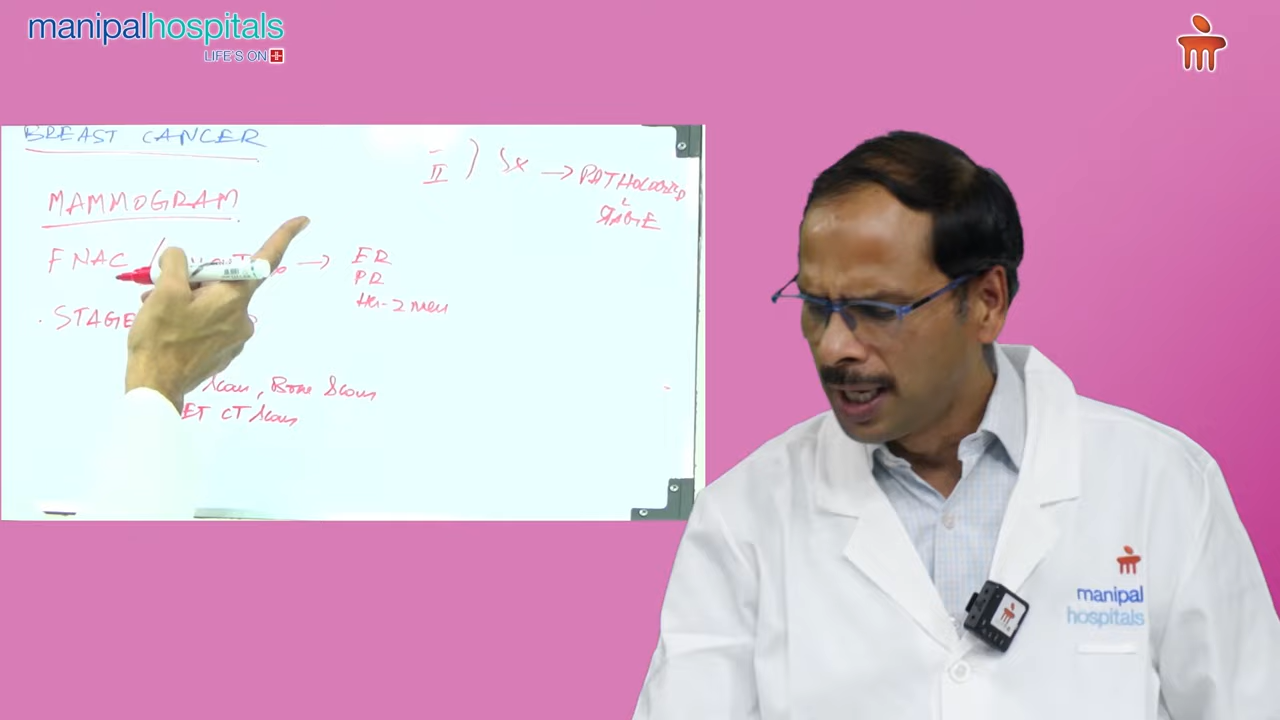 manipalhospitals
LIFE'S ON
BREAST CANCER
MAMMOGRAM
FNAC / →
ER
PR
Her-2 neu
. STAGE
Scan, Bone Scan
ET CT Scan
I
II ) Sx → PATHOLOGICAL
STAGE
manipal
hospitals